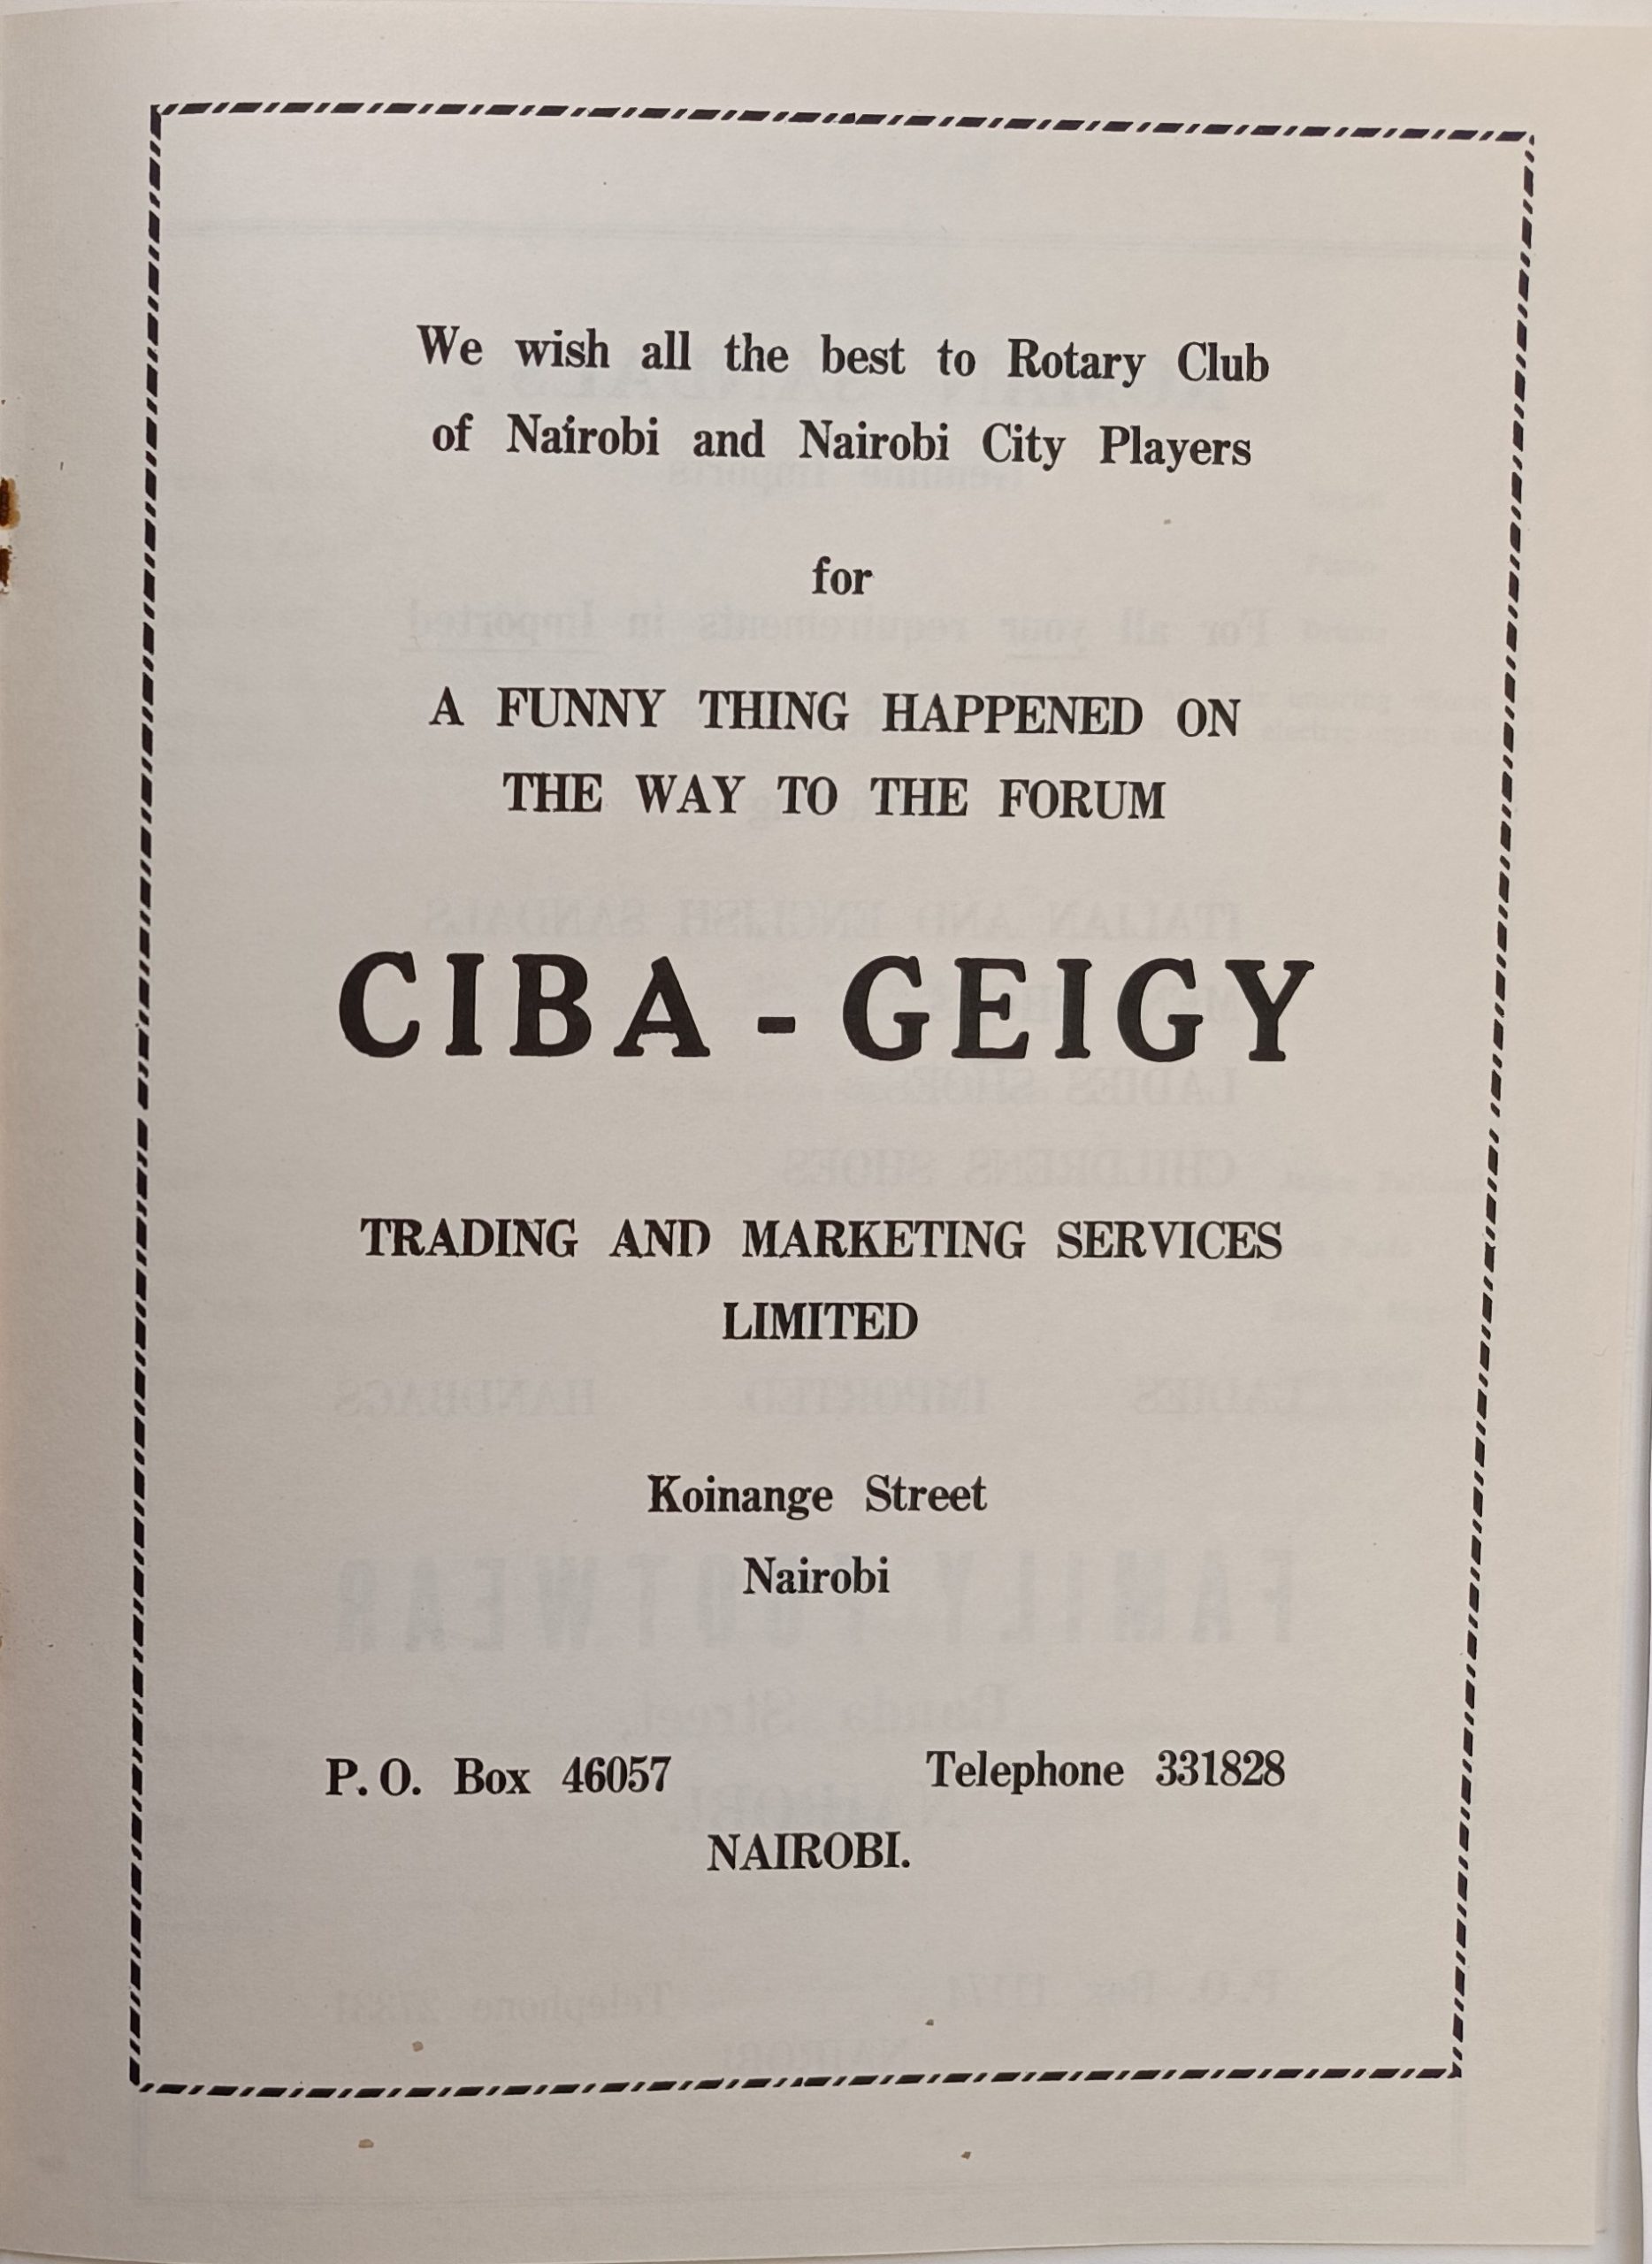 We wish all the best to Rotary Club
of Nairobi and Nairobi City Players
for
A FUNNY THING HAPPENED ON
THE WAY TO THE FORUM
CIBA - GEIGY
TRADING AND MARKETING SERVICES
LIMITED
Koinange Street
Nairobi
P. O. Box 46057 Telephone 331828
NAIROBI.